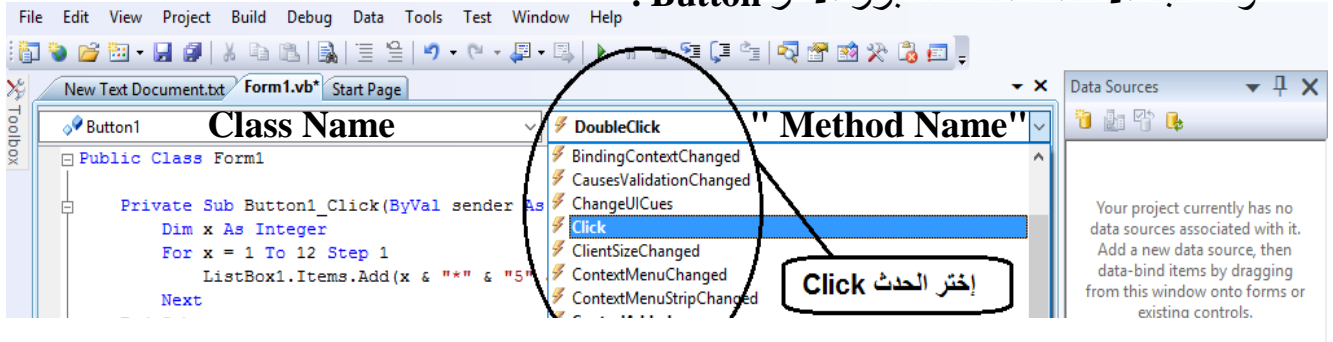 Button :
File Edit View Project Build Debug Data Tools Test Window Help
New Text Document.txt Form1.vb* Start Page
Data Sources
Toolbox
Button1 Class Name
DoubleClick " Method Name"
Public Class Form1
BindingContextChanged
CausesValidationChanged
Private Sub Button1_Click(ByVal sender As
ChangeUICues
Dim x As Integer
Click
For x = 1 To 12 Step 1
ClientSizeChanged
ListBox1.Items.Add(x & "*" & "5"
ContextMenuChanged
Next
ContextMenuStripChanged
إختر الحدث Click
Your project currently has no
data sources associated with it.
Add a new data source, then
data-bind items by dragging
from this window onto forms or
existing controls.